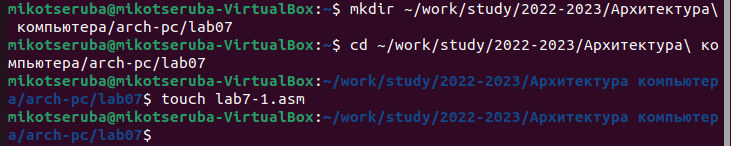 mikotseruba@mikotseruba-VirtualBox:~$ mkdir ~/work/study/2022-2023/Архитектура\
 компьютера/arch-pc/lab07
mikotseruba@mikotseruba-VirtualBox:~$ cd ~/work/study/2022-2023/Архитектура\ ко
мпьютера/arch-pc/lab07
mikotseruba@mikotseruba-VirtualBox:~/work/study/2022-2023/Архитектура компьютер
а/arch-pc/lab07$ touch lab7-1.asm
mikotseruba@mikotseruba-VirtualBox:~/work/study/2022-2023/Архитектура компьютер
а/arch-pc/lab07$